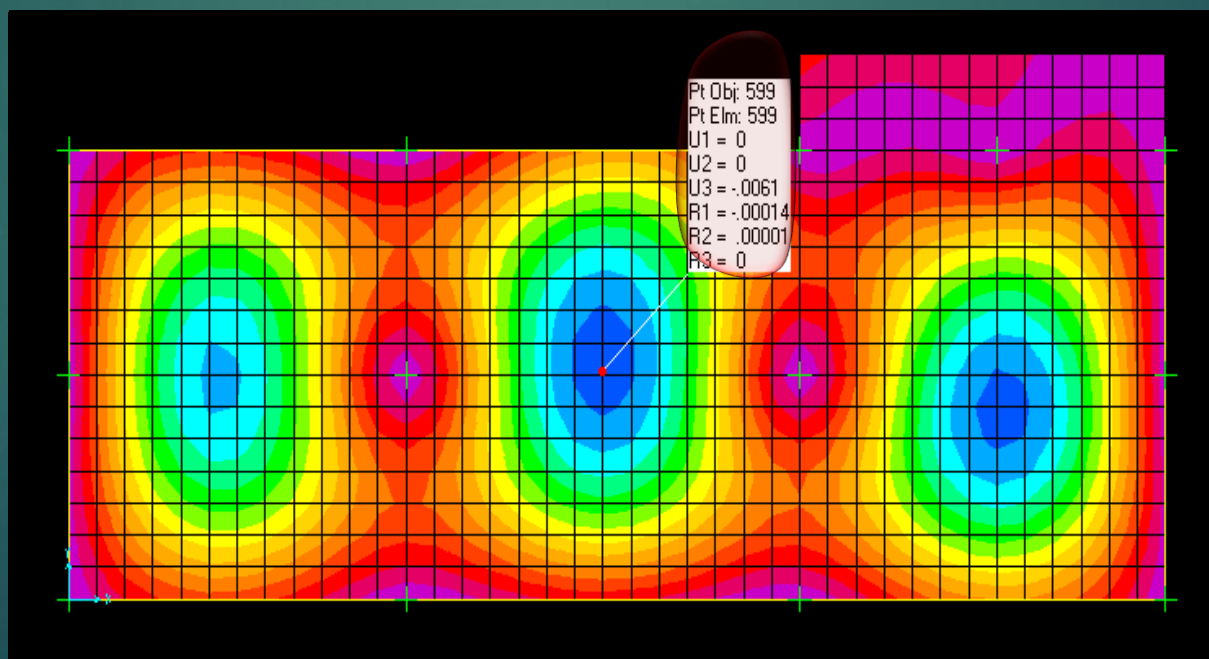 Pt Obj: 599
Pt Elm: 599
U1 = 0
U2 = 0
U3 = -.0061
R1 = -.00014
R2 = .00001
R3 = 0